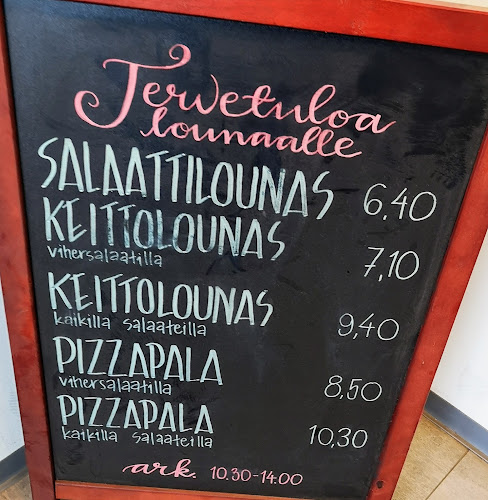 Tervetuloa
lounaalle
SALAATTILOUNAS 6,40
KEITTOLOUNAS
vihersalaatilla 7,10
KEITTOLOUNAS
kaikilla salaateilla 9,40
PIZZAPALA
vihersalaatilla 8,50
PIZZAPALA
kaikilla salaateilla 10,30
ark. 10.30-14.00